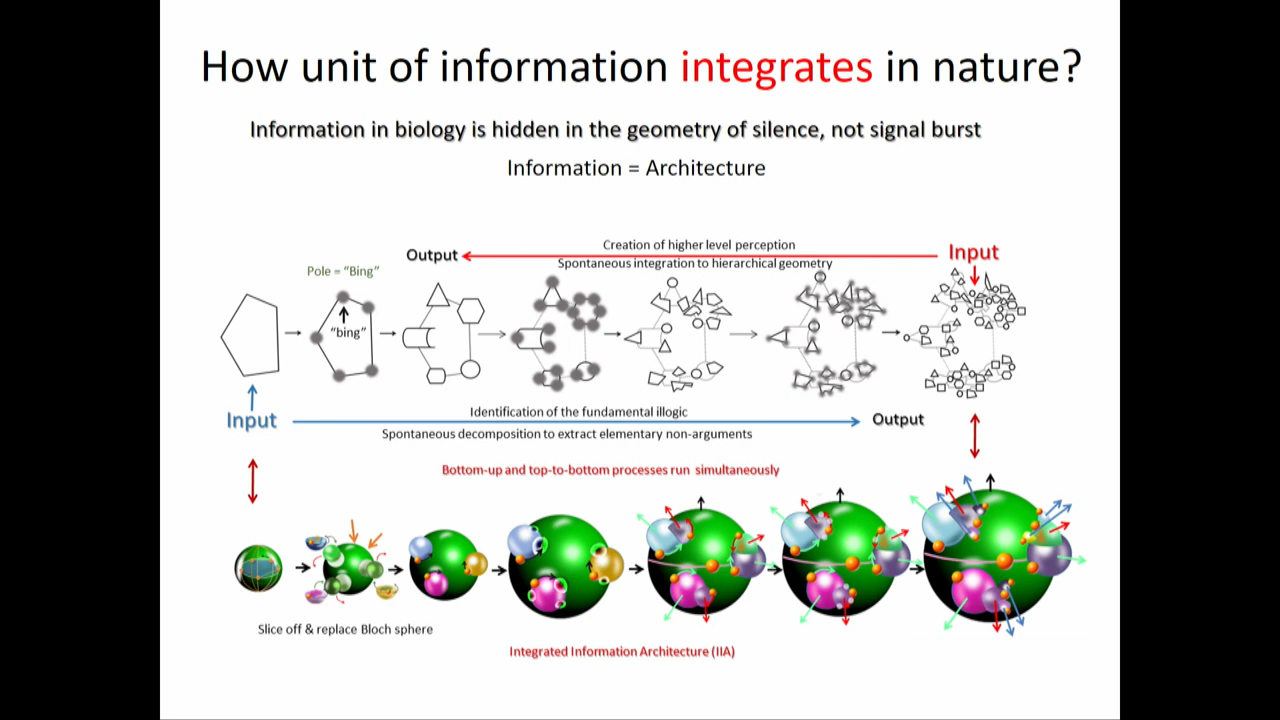 How unit of information integrates in nature?
Information in biology is hidden in the geometry of silence, not signal burst
Information = Architecture
Creation of higher level perception
Output
Input
Spontaneous integration to hierarchical geometry
Pole = "Bing"
"bing"
Identification of the fundamental illogic
Input
Output
Spontaneous decomposition to extract elementary non-arguments
Bottom-up and top-to-bottom processes run simultaneously
Slice off & replace Bloch sphere
Integrated Information Architecture (IIA)